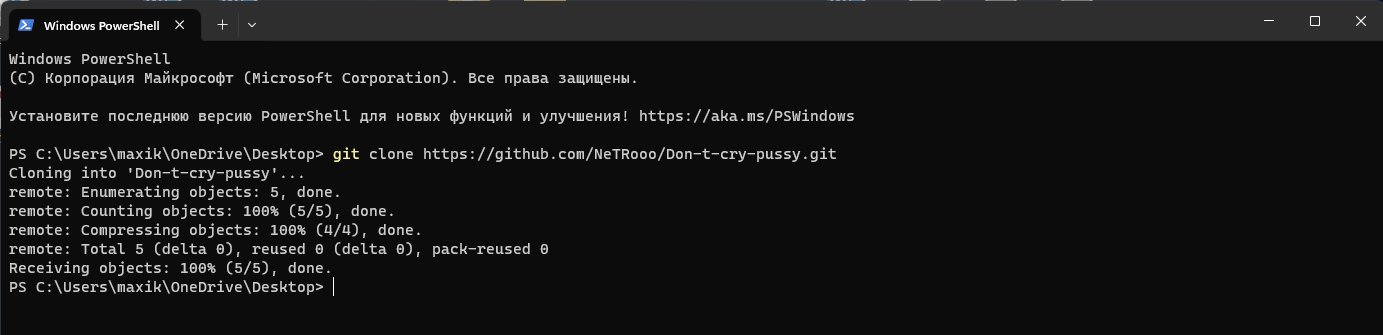 Windows PowerShell
Windows PowerShell
(C) Корпорация Майкрософт (Microsoft Corporation). Все права защищены.
Установите последнюю версию PowerShell для новых функций и улучшения! https://aka.ms/PSWindows
PS C:\Users\maxik\OneDrive\Desktop> git clone https://github.com/NeTRooo/Don-t-cry-pussy.git
Cloning into 'Don-t-cry-pussy'...
remote: Enumerating objects: 5, done.
remote: Counting objects: 100% (5/5), done.
remote: Compressing objects: 100% (4/4), done.
remote: Total 5 (delta 0), reused 0 (delta 0), pack-reused 0
Receiving objects: 100% (5/5), done.
PS C:\Users\maxik\OneDrive\Desktop>